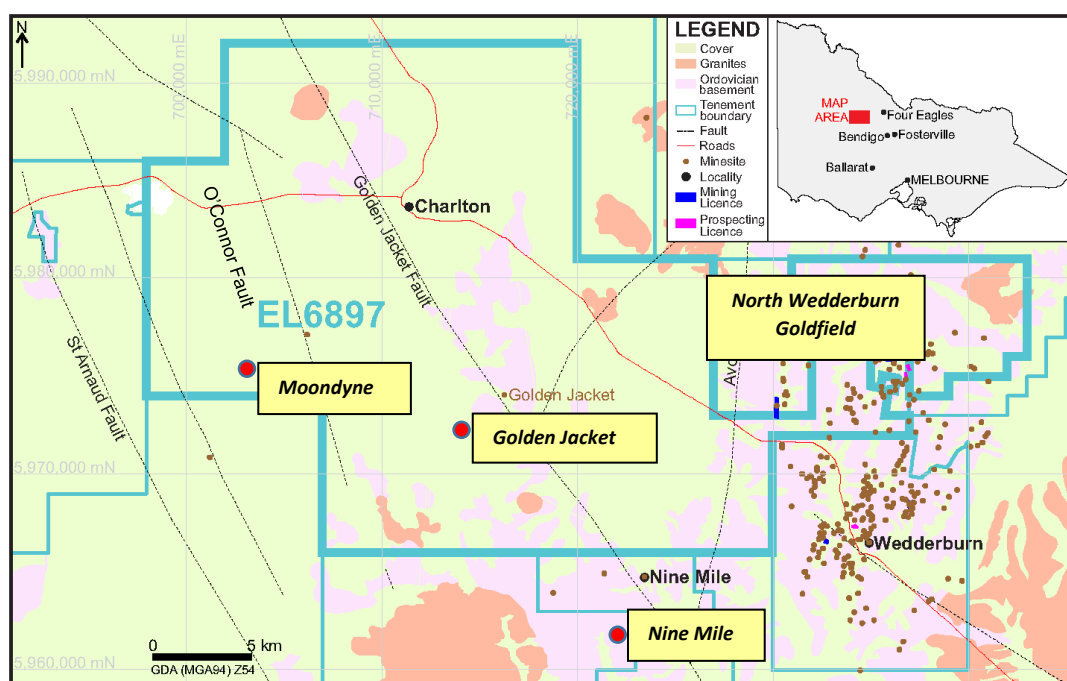 N
5,990,000 mN
700,000 mE
710,000 mE
720,000 mE
LEGEND
Cover
Granites
Ordovician
basement
Tenement
boundary
Fault
Roads
Minesite
Locality
Mining
Licence
Prospecting
Licence
MAP
AREA
Four Eagles
Bendigo
Fosterville
Ballarat
MELBOURNE
O'Connor Fault
Golden Jacket Fault
Charlton
5,980,000 mN
EL6897
North Wedderburn
Goldfield
St Arnaud Fault
Moondyne
Avo
Golden Jacket
Golden Jacket
5,970,000 mN
Wedderburn
Nine Mile
Nine Mile
0 5 km
GDA (MGA94) Z54
5,960,000 mN